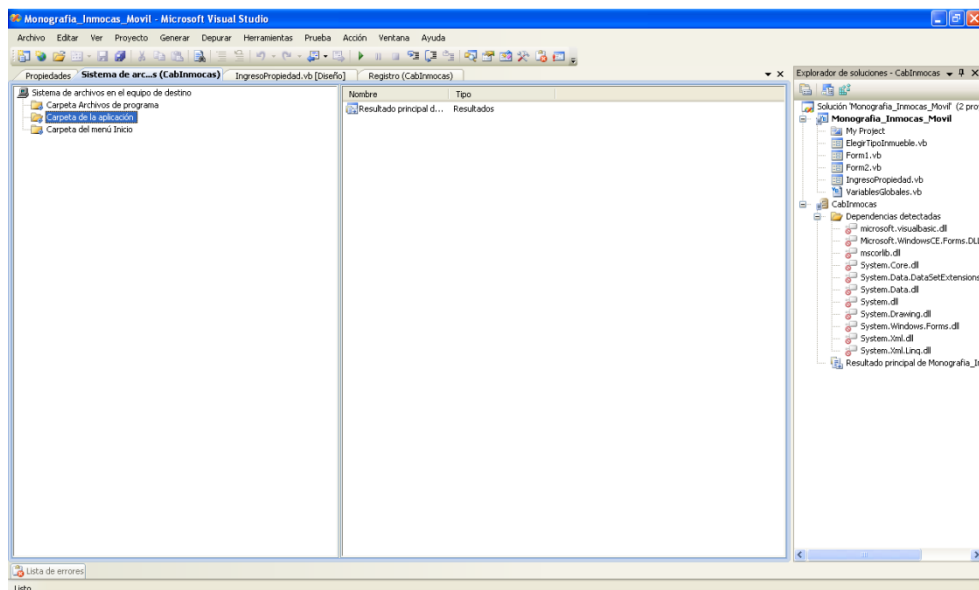 Monografia_Inmocas_Movil - Microsoft Visual Studio
Archivo Editar Ver Proyecto Generar Depurar Herramientas Prueba Acción Ventana Ayuda
Propiedades Sistema de arc...s (CabInmocas) IngresoPropiedad.vb [Diseño] Registro (CabInmocas)
Sistema de archivos en el equipo de destino
Carpeta Archivos de programa
Carpeta de la aplicación
Carpeta del menú Inicio
Nombre Tipo
Resultado principal d... Resultados
Explorador de soluciones - CabInmocas
Solución 'Monografia_Inmocas_Movil' (2 pro
Monografia_Inmocas_Movil
My Project
ElegirTipoInmueble.vb
Form1.vb
Form2.vb
IngresoPropiedad.vb
VariablesGlobales.vb
CabInmocas
Dependencias detectadas
microsoft.visualbasic.dll
Microsoft.WindowsCE.Forms.DLL
mscorlib.dll
System.Core.dll
System.Data.DataSetExtensions
System.Data.dll
System.dll
System.Drawing.dll
System.Windows.Forms.dll
System.Xml.dll
System.Xml.Linq.dll
Resultado principal de Monografia_I
Lista de errores
Listo